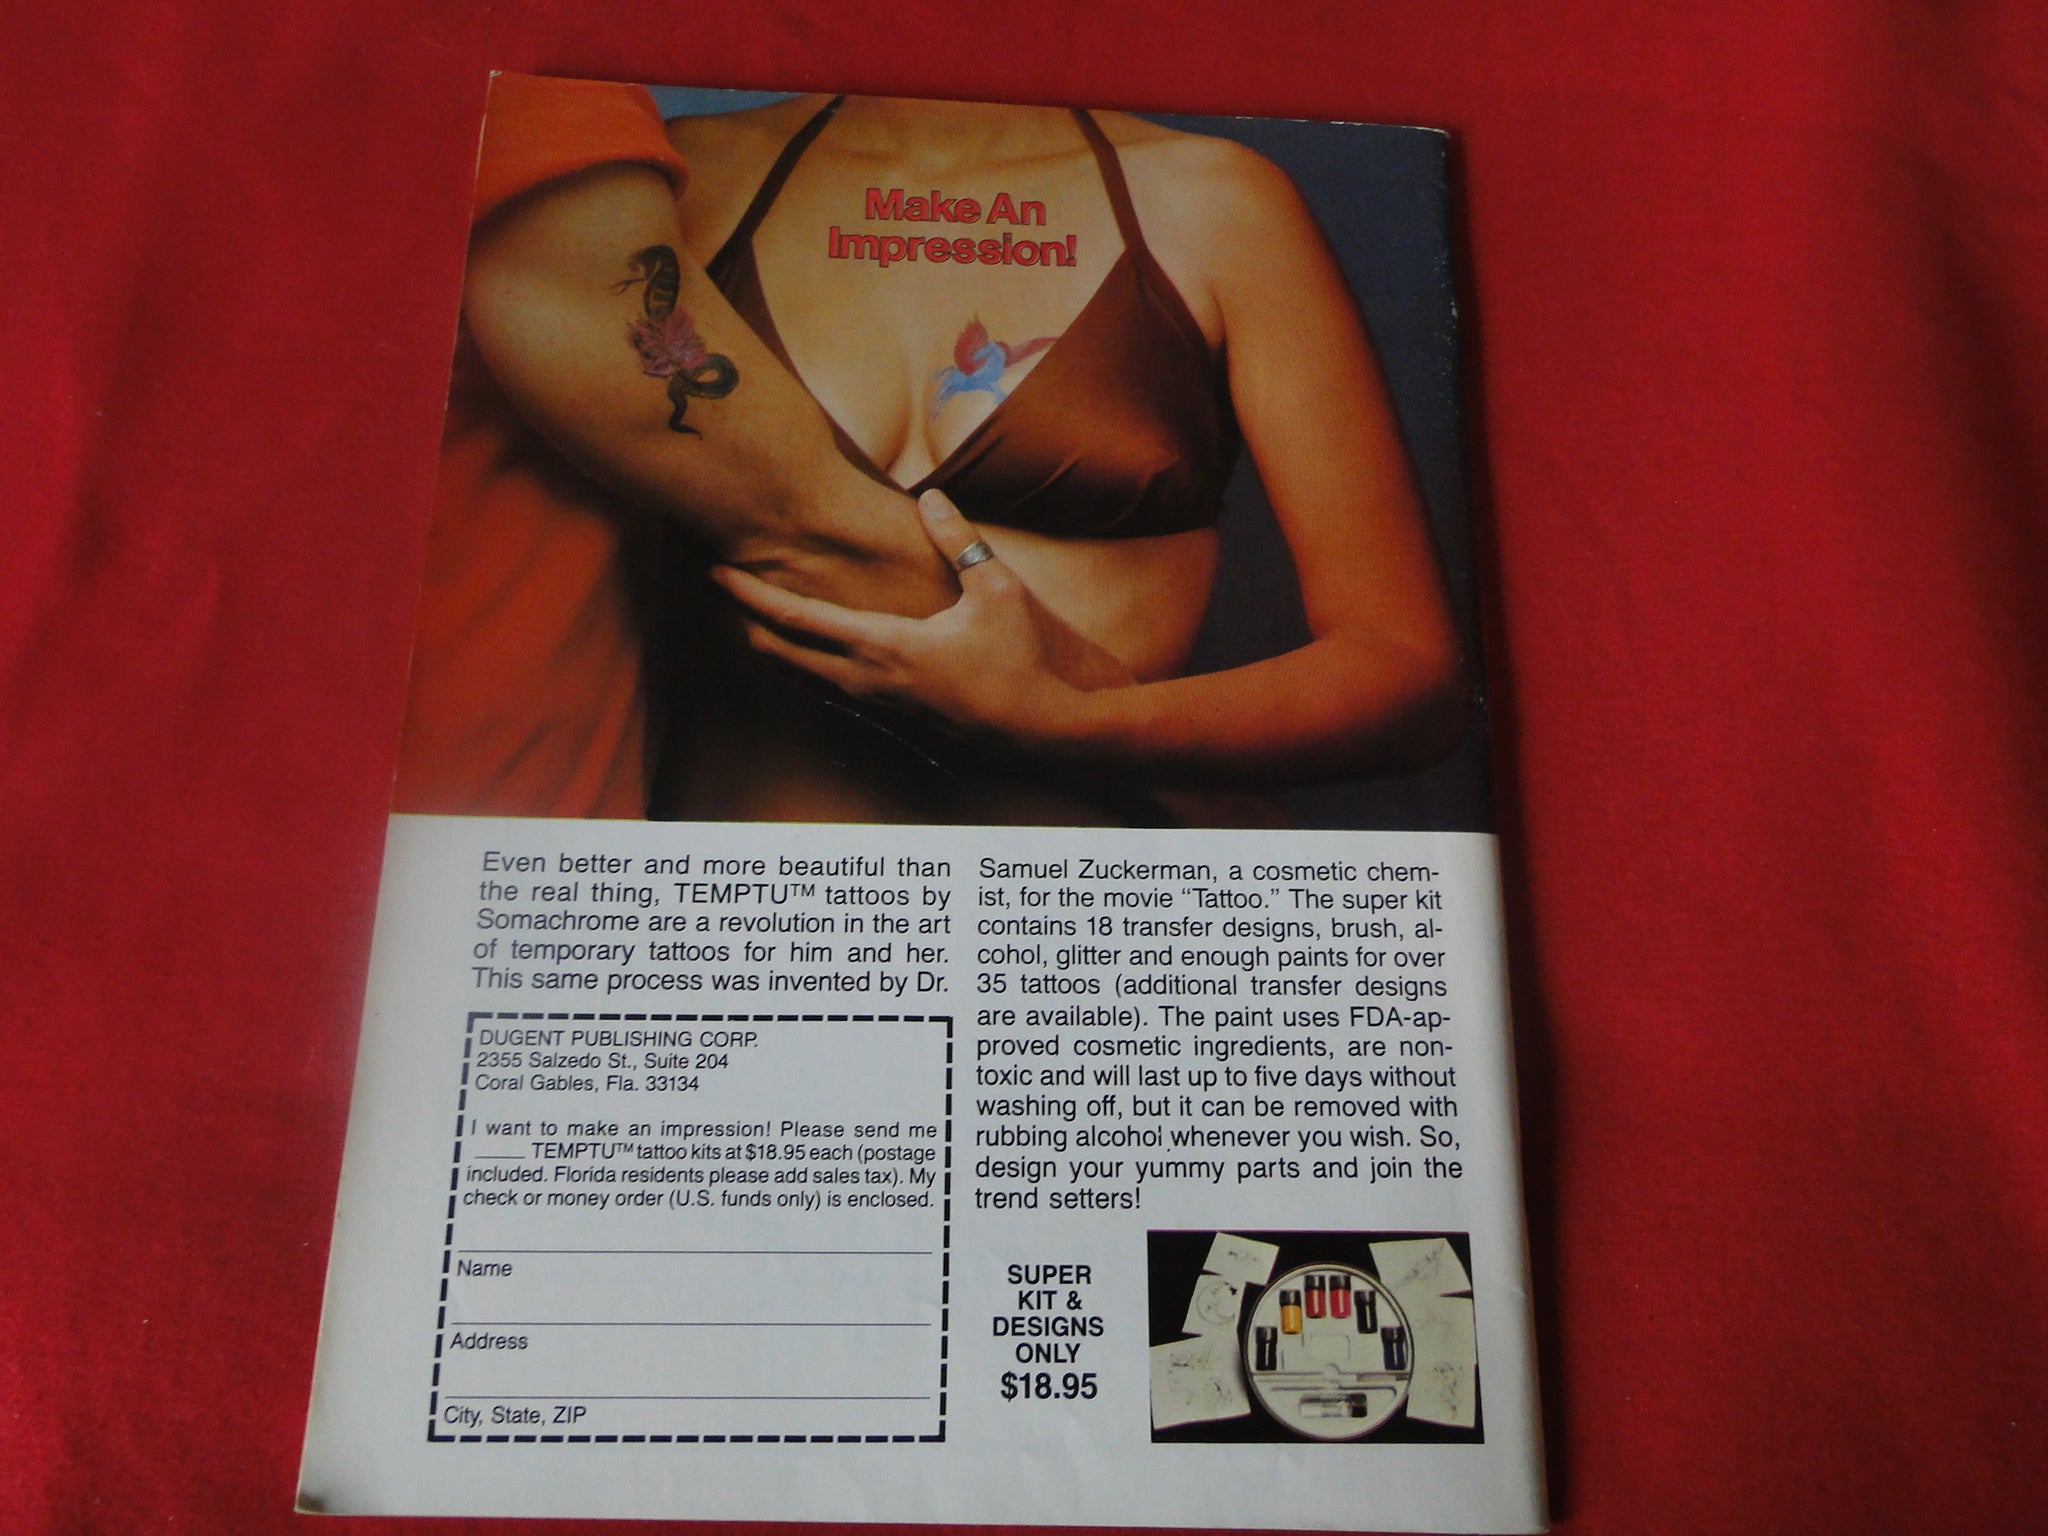 Make An
Impression!
Even better and more beautiful than
the real thing, TEMPTU™ tattoos by
Somachrome are a revolution in the art
of temporary tattoos for him and her.
This same process was invented by Dr.
Samuel Zuckerman, a cosmetic chem-
ist, for the movie “Tattoo.” The super kit
contains 18 transfer designs, brush, al-
cohol, glitter and enough paints for over
35 tattoos (additional transfer designs
are available). The paint uses FDA-ap-
proved cosmetic ingredients, are non-
toxic and will last up to five days without
washing off, but it can be removed with
rubbing alcohol whenever you wish. So,
design your yummy parts and join the
trend setters!
DUGENT PUBLISHING CORP.
2355 Salzedo St., Suite 204
Coral Gables, Fla. 33134
I want to make an impression! Please send me
____ TEMPTU™ tattoo kits at $18.95 each (postage
included. Florida residents please add sales tax). My
check or money order (U.S. funds only) is enclosed.
Name
Address
City, State, ZIP
SUPER
KIT &
DESIGNS
ONLY
$18.95